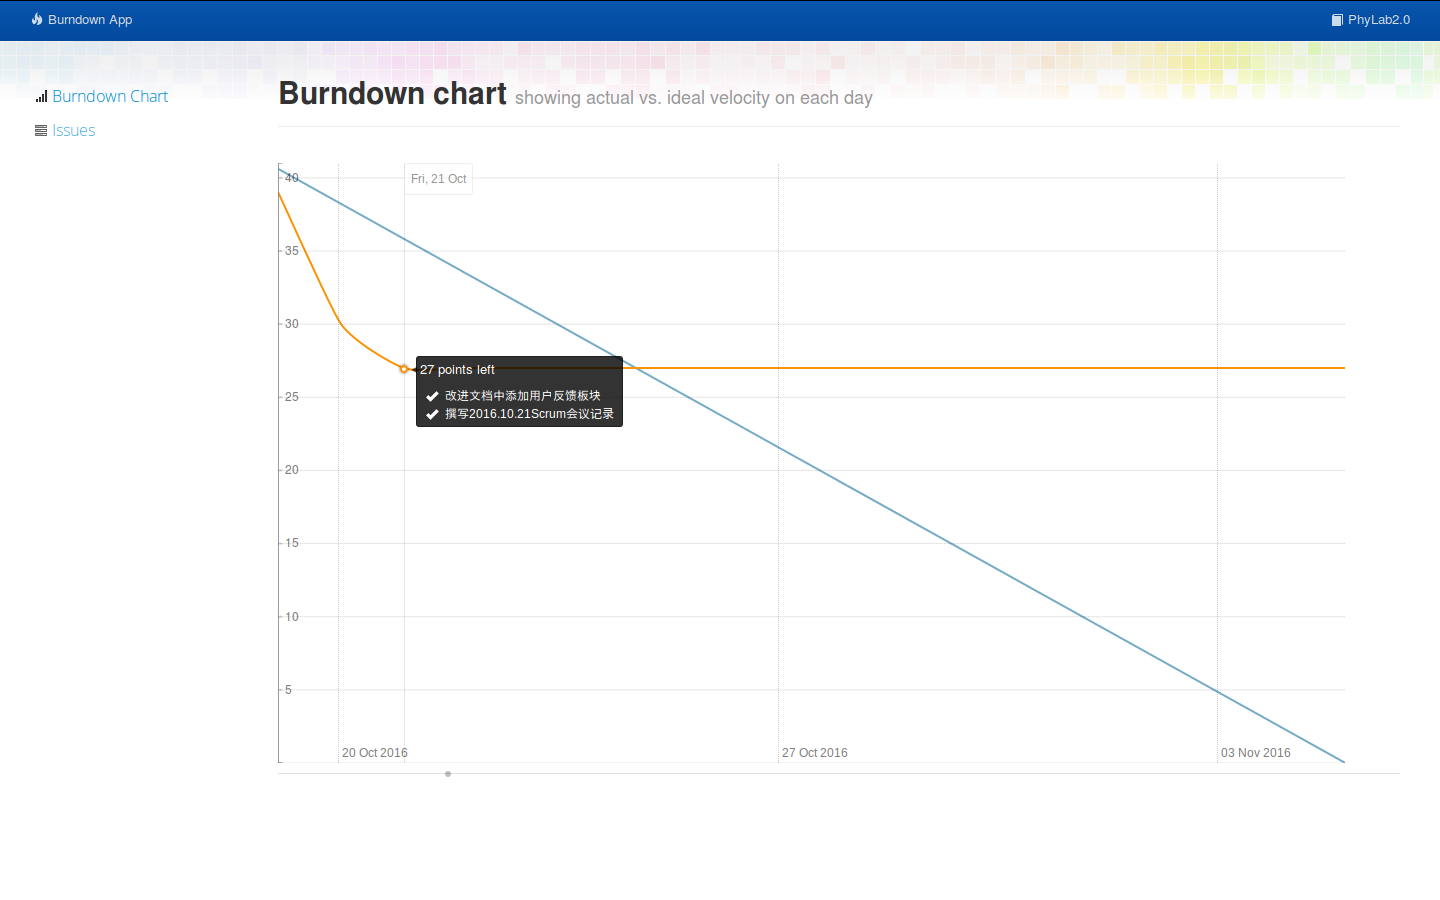 Burndown App
PhyLab2.0
Burndown Chart
Issues
Burndown chart showing actual vs. ideal velocity on each day
40
Fri, 21 Oct
35
30
27 points left
改进文档中添加用户反馈板块
撰写2016.10.21Scrum会议记录
25
20
15
10
5
20 Oct 2016
27 Oct 2016
03 Nov 2016